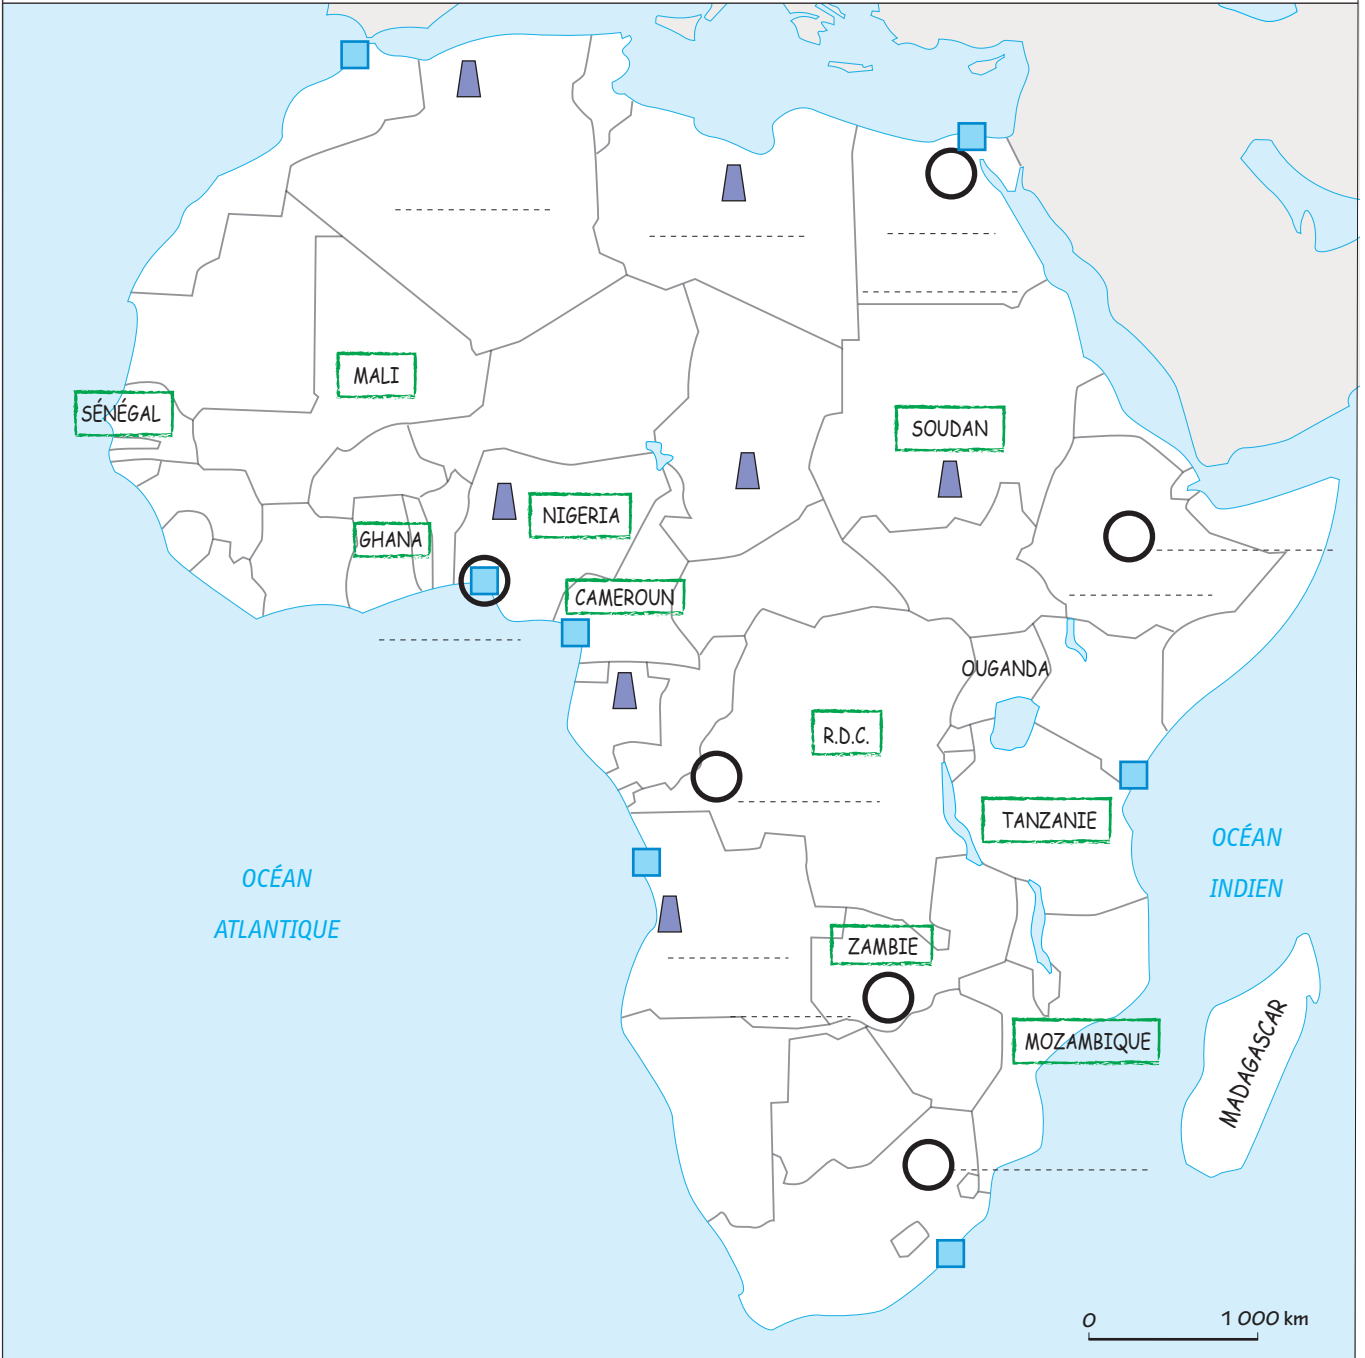 MALI
SÉNÉGAL
SOUDAN
NIGERIA
GHANA
CAMEROUN
OUGANDA
R.D.C.
TANZANIE
OCÉAN
INDIEN
OCÉAN
ATLANTIQUE
ZAMBIE
MOZAMBIQUE
MADAGASCAR
0 1 000 km